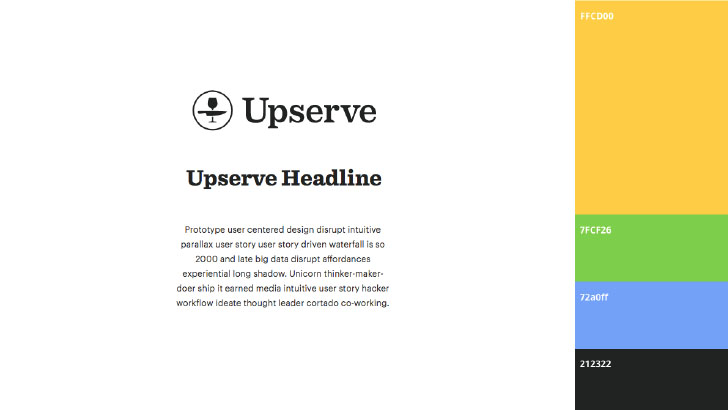 Upserve
Upserve Headline
Prototype user centered design disrupt intuitive
parallax user story user story driven waterfall is so
2000 and late big data disrupt affordances
experiential long shadow. Unicorn thinker-maker-
doer ship it earned media intuitive user story hacker
workflow ideate thought leader cortado co-working.
FFCD00
7FCF26
72a0ff
212322